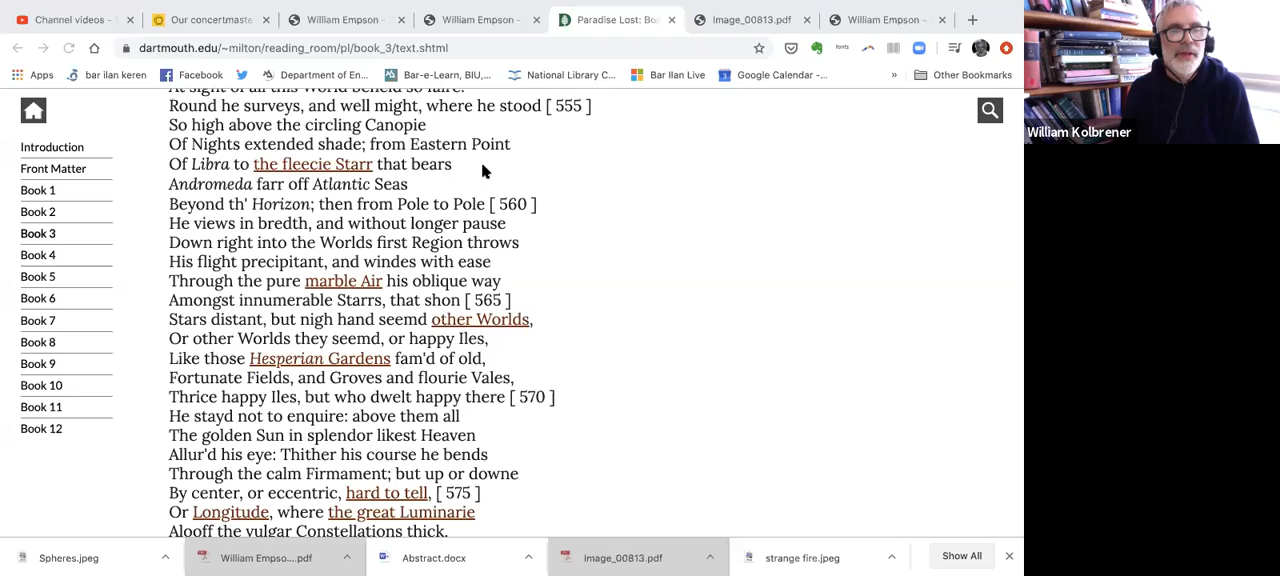 Channel videos -
Our concertmaste
William Empson -
William Empson -
Paradise Lost: Boo
Image_00813.pdf
William Empson -
dartmouth.edu/~milton/reading_room/pl/book_3/text.shtml
fonts
Apps
bar ilan keren
Facebook
Department of En...
Bar-e-Learn, BIU,...
National Library C...
Bar Ilan Live
Google Calendar -...
»
Other Bookmarks
William Kolbrener
Introduction
Front Matter
Book 1
Book 2
Book 3
Book 4
Book 5
Book 6
Book 7
Book 8
Book 9
Book 10
Book 11
Book 12
At sight of all this World beheld so faire.
Round he surveys, and well might, where he stood [ 555 ]
So high above the circling Canopie
Of Nights extended shade; from Eastern Point
Of Libra to the fleecie Starr that bears
Andromeda farr off Atlantic Seas
Beyond th' Horizon; then from Pole to Pole [ 560 ]
He views in bredth, and without longer pause
Down right into the Worlds first Region throws
His flight precipitant, and windes with ease
Through the pure marble Air his oblique way
Amongst innumerable Starrs, that shon [ 565 ]
Stars distant, but nigh hand seemd other Worlds,
Or other Worlds they seemd, or happy Iles,
Like those Hesperian Gardens fam'd of old,
Fortunate Fields, and Groves and flourie Vales,
Thrice happy Iles, but who dwelt happy there [ 570 ]
He stayd not to enquire: above them all
The golden Sun in splendor likest Heaven
Allur'd his eye: Thither his course he bends
Through the calm Firmament; but up or downe
By center, or eccentric, hard to tell, [ 575 ]
Or Longitude, where the great Luminarie
Alooff the vulgar Constellations thick,
Spheres.jpeg
William Empso....pdf
Abstract.docx
Image_00813.pdf
strange fire.jpeg
Show All